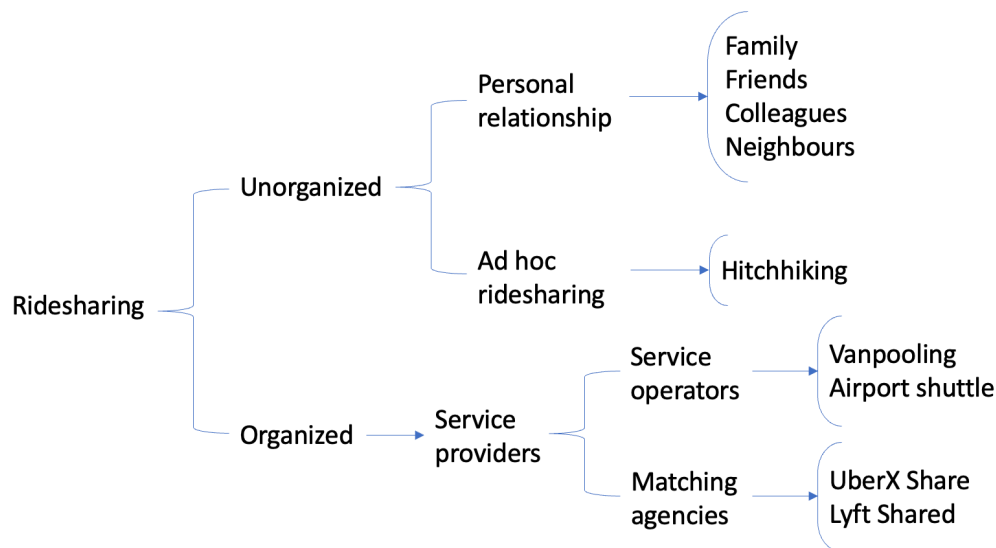 Family
Friends
Colleagues
Neighbours
Personal
relationship
Unorganized
Ad hoc
ridesharing
Hitchhiking
Ridesharing
Service
operators
Vanpooling
Airport shuttle
Organized
Service
providers
Matching
agencies
UberX Share
Lyft Shared